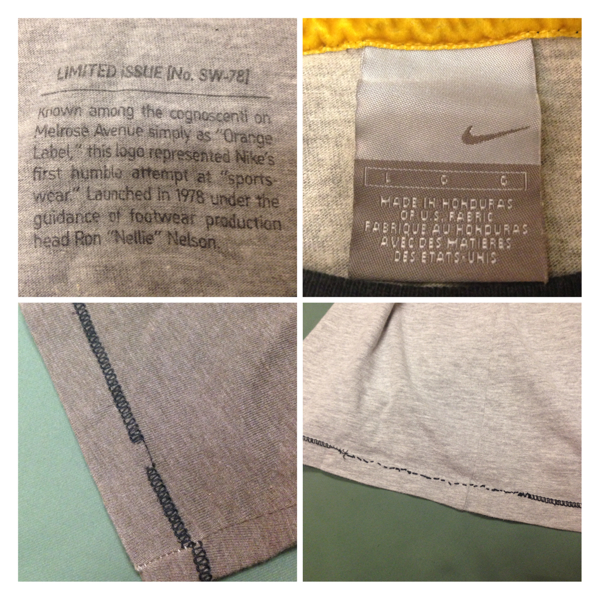 LIMITED ISSUE [No. SW-78]
Known among the cognoscenti on
Melrose Avenue simply as "Orange
Label," this logo represented Nike's
first humble attempt at "sports-
wear." Launched in 1978 under the
guidance of footwear production
head Ron "Nellie" Nelson.
L G G
MADE IN HONDURAS
OF U.S. FABRIC
FABRIQUE AU HONDURAS
AVEC DES MATIERES
DES ETATS-UNIS